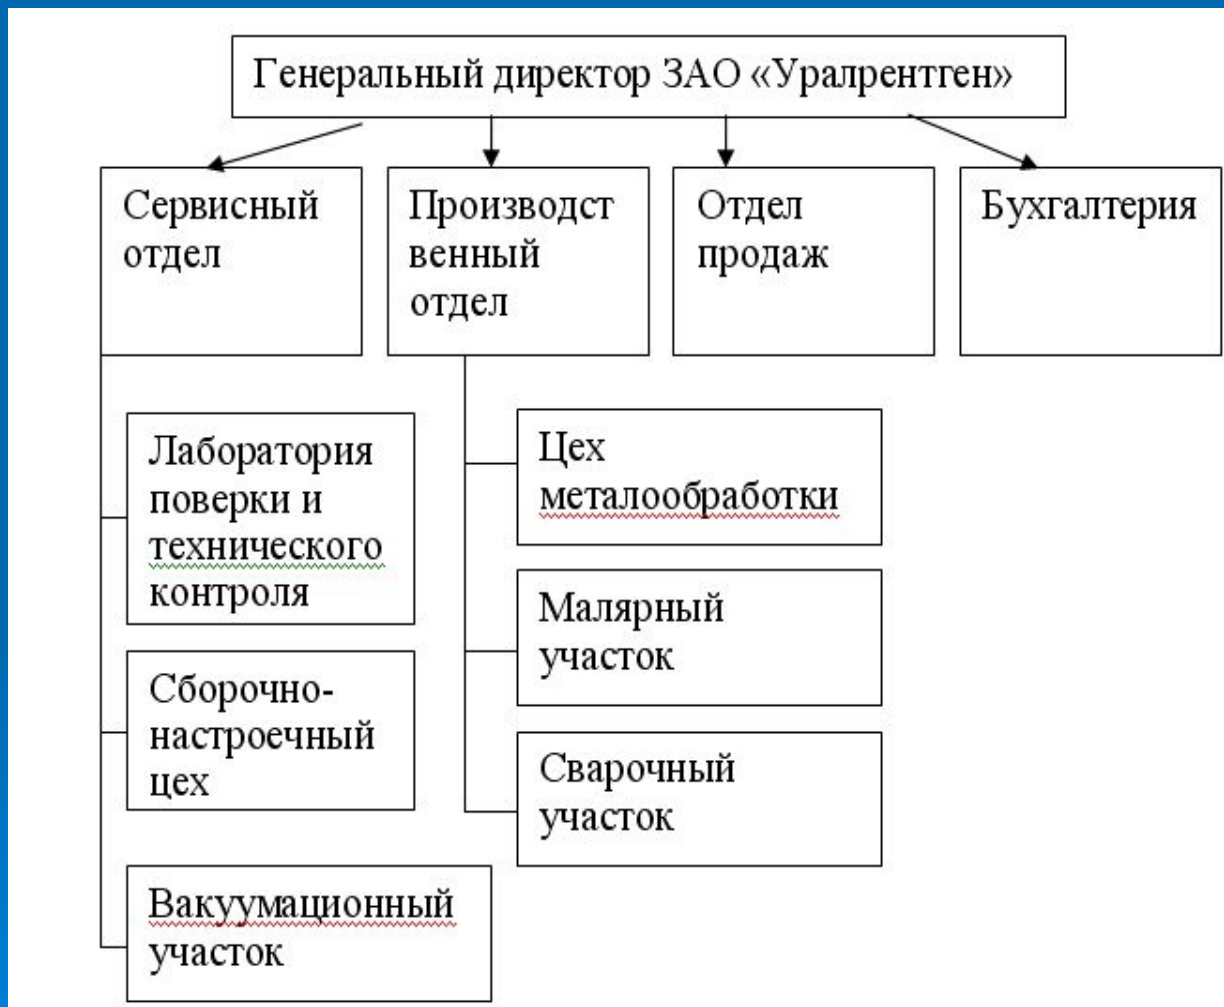 Генеральный директор ЗАО «Уралрентген»
Сервисный
отдел
Производст
венный
отдел
Отдел
продаж
Бухгалтерия
Лаборатория
поверки и
технического
контроля
Сборочно-
настроечный
цех
Вакуумационный
участок
Цех
металообработки
Малярный
участок
Сварочный
участок